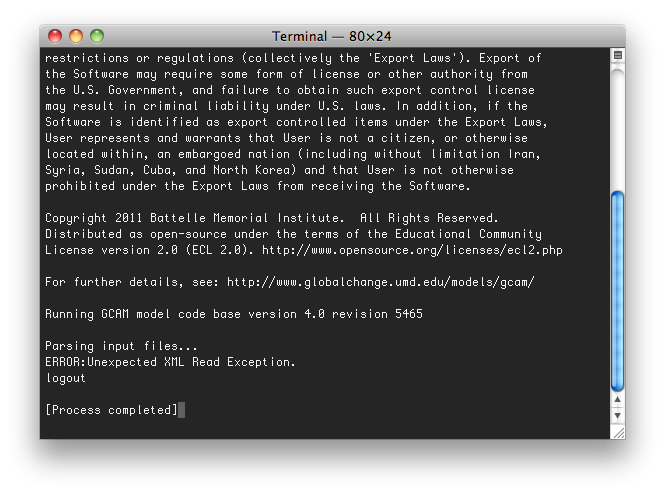 Terminal — 80×24
restrictions or regulations (collectively the 'Export Laws'). Export of
the Software may require some form of license or other authority from
the U.S. Government, and failure to obtain such export control license
may result in criminal liability under U.S. laws. In addition, if the
Software is identified as export controlled items under the Export Laws,
User represents and warrants that User is not a citizen, or otherwise
located within, an embargoed nation (including without limitation Iran,
Syria, Sudan, Cuba, and North Korea) and that User is not otherwise
prohibited under the Export Laws from receiving the Software.
Copyright 2011 Battelle Memorial Institute.  All Rights Reserved.
Distributed as open-source under the terms of the Educational Community
License version 2.0 (ECL 2.0). http://www.opensource.org/licenses/ecl2.php
For further details, see: http://www.globalchange.umd.edu/models/gcam/
Running GCAM model code base version 4.0 revision 5465
Parsing input files...
ERROR:Unexpected XML Read Exception.
logout
[Process completed]